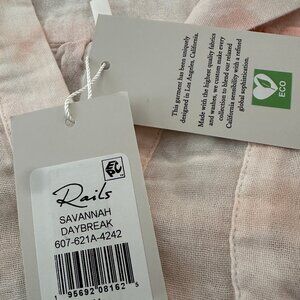 This garment has been uniquely
designed in Los Angeles, California.
Made with the highest quality fabrics
and washes, we custom make every
collection to blend our relaxed
California sensibility with a refined
global sophistication.
ECO
Rails
SAVANNAH
DAYBREAK
607-621A-4242
1 95692 08162 5